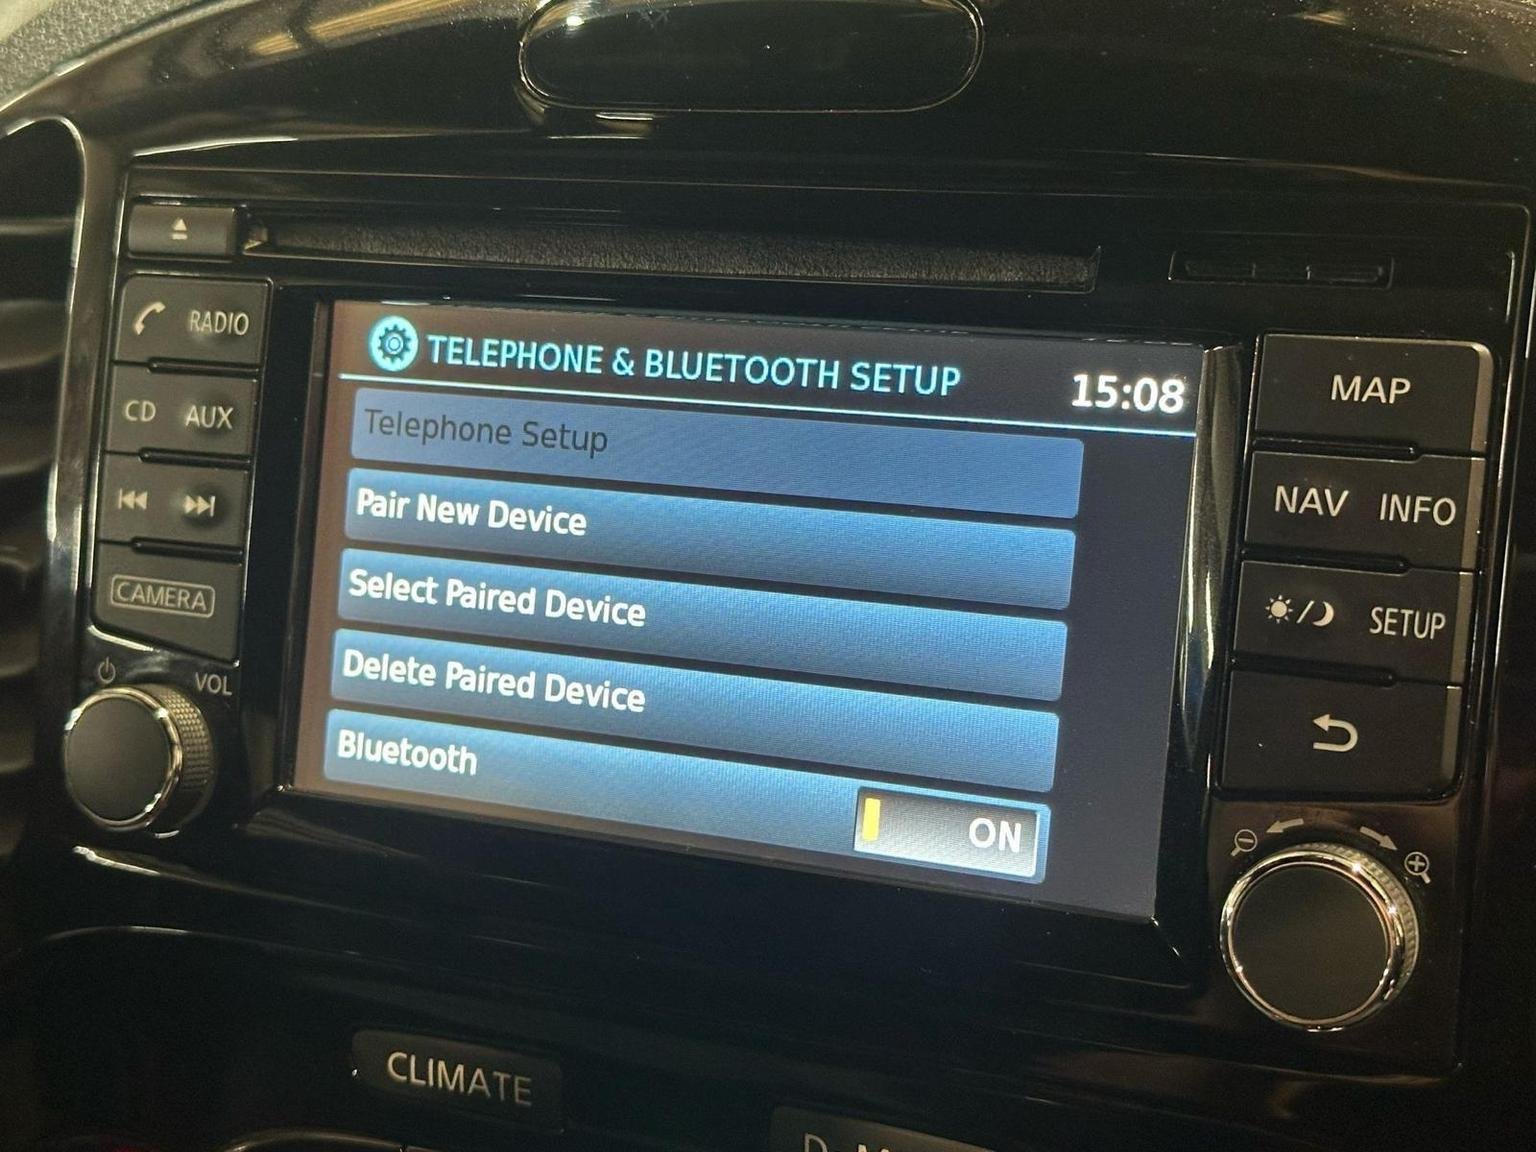 TELEPHONE & BLUETOOTH SETUP
15:08
Telephone Setup
Pair New Device
Select Paired Device
Delete Paired Device
Bluetooth
ON
RADIO
CD AUX
CAMERA
VOL
MAP
NAV INFO
SETUP
CLIMATE